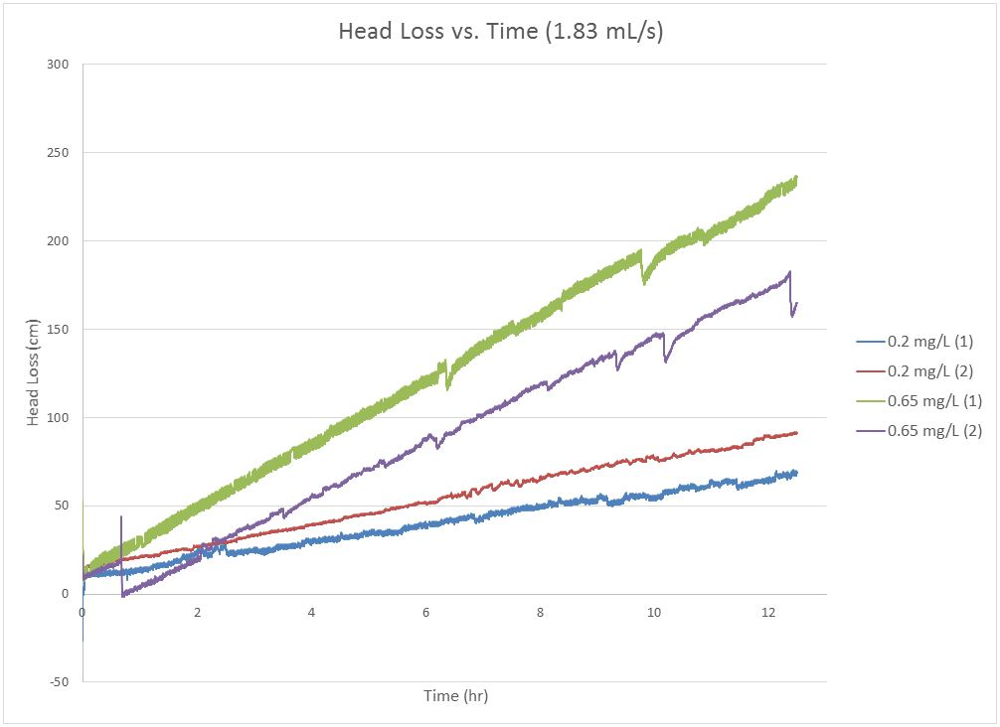 Head Loss vs. Time (1.83 mL/s)
300
250
200
150
100
50
0
-50
0 2 4 6 8 10 12
Head Loss (cm)
Time (hr)
0.2 mg/L (1)
0.2 mg/L (2)
0.65 mg/L (1)
0.65 mg/L (2)